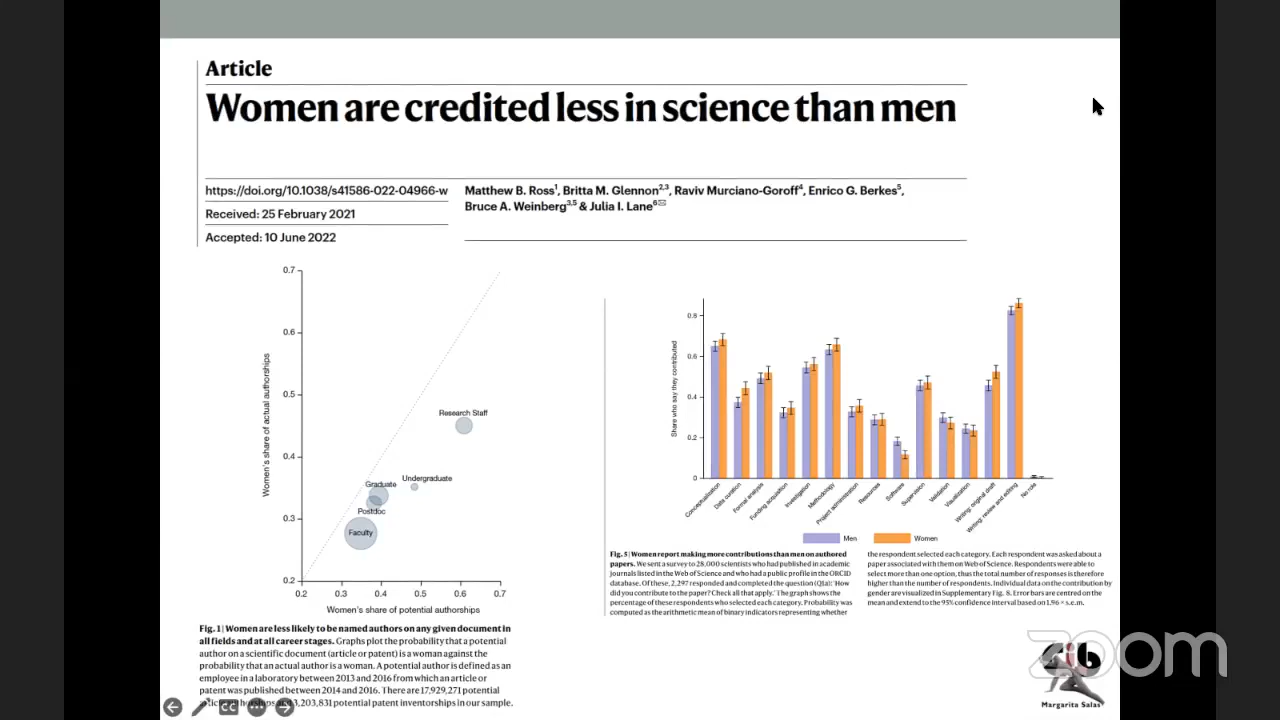 Article
Women are credited less in science than men
https://doi.org/10.1038/s41586-022-04966-w
Received: 25 February 2021
Accepted: 10 June 2022
Matthew B. Ross1, Britta M. Glennon2,3, Raviv Murciano-Goroff4, Enrico G. Berkes5,
Bruce A. Weinberg3,5 & Julia I. Lane6✉
Women's share of actual authorships
0.7
0.6
0.5
0.4
0.3
0.2
Research Staff
Undergraduate
Graduate
Postdoc
Faculty
0.2 0.3 0.4 0.5 0.6 0.7
Women's share of potential authorships
Fig. 1 | Women are less likely to be named authors on any given document in
all fields and at all career stages. Graphs plot the probability that a potential
author on a scientific document (article or patent) is a woman against the
probability that an actual author is a woman. A potential author is defined as an
employee in a laboratory between 2013 and 2016 from which an article or
patent was published between 2014 and 2016. There are 17,929,271 potential
3,203,831 potential patent inventorships in our sample.
Share who say they contributed
0.8
0.6
0.4
0.2
0
Conceptualization
Data curation
Formal analysis
Funding acquisition
Investigation
Methodology
Project administration
Resources
Software
Supervision
Validation
Visualization
Writing: original draft
Writing: review and editing
No role
Men
Women
Fig. 5 | Women report making more contributions than men on authored
papers. We sent a survey to 28,000 scientists who had published in academic
journals listed in the Web of Science and who had a public profile in the ORCID
database. Of these, 2,297 responded and completed the question (Q1a): 'How
did you contribute to the paper? Check all that apply.' The graph shows the
percentage of these respondents who selected each category. Probability was
computed as the arithmetic mean of binary indicators representing whether
the respondent selected each category. Each respondent was asked about a
paper associated with them on Web of Science. Respondents were able to
select more than one option, thus the total number of responses is therefore
higher than the number of respondents. Individual data on the contribution by
gender are visualized in Supplementary Fig. 8. Error bars are centred on the
mean and extend to the 95% confidence interval based on 1.96 × s.e.m.
zoom
Margarita Salas
CC